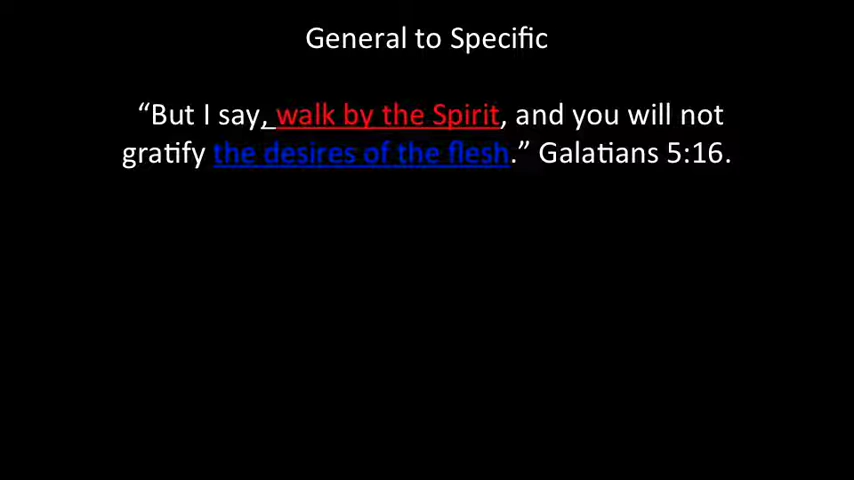 General to Specific
“But I say, walk by the Spirit, and you will not
gratify the desires of the flesh.” Galatians 5:16.